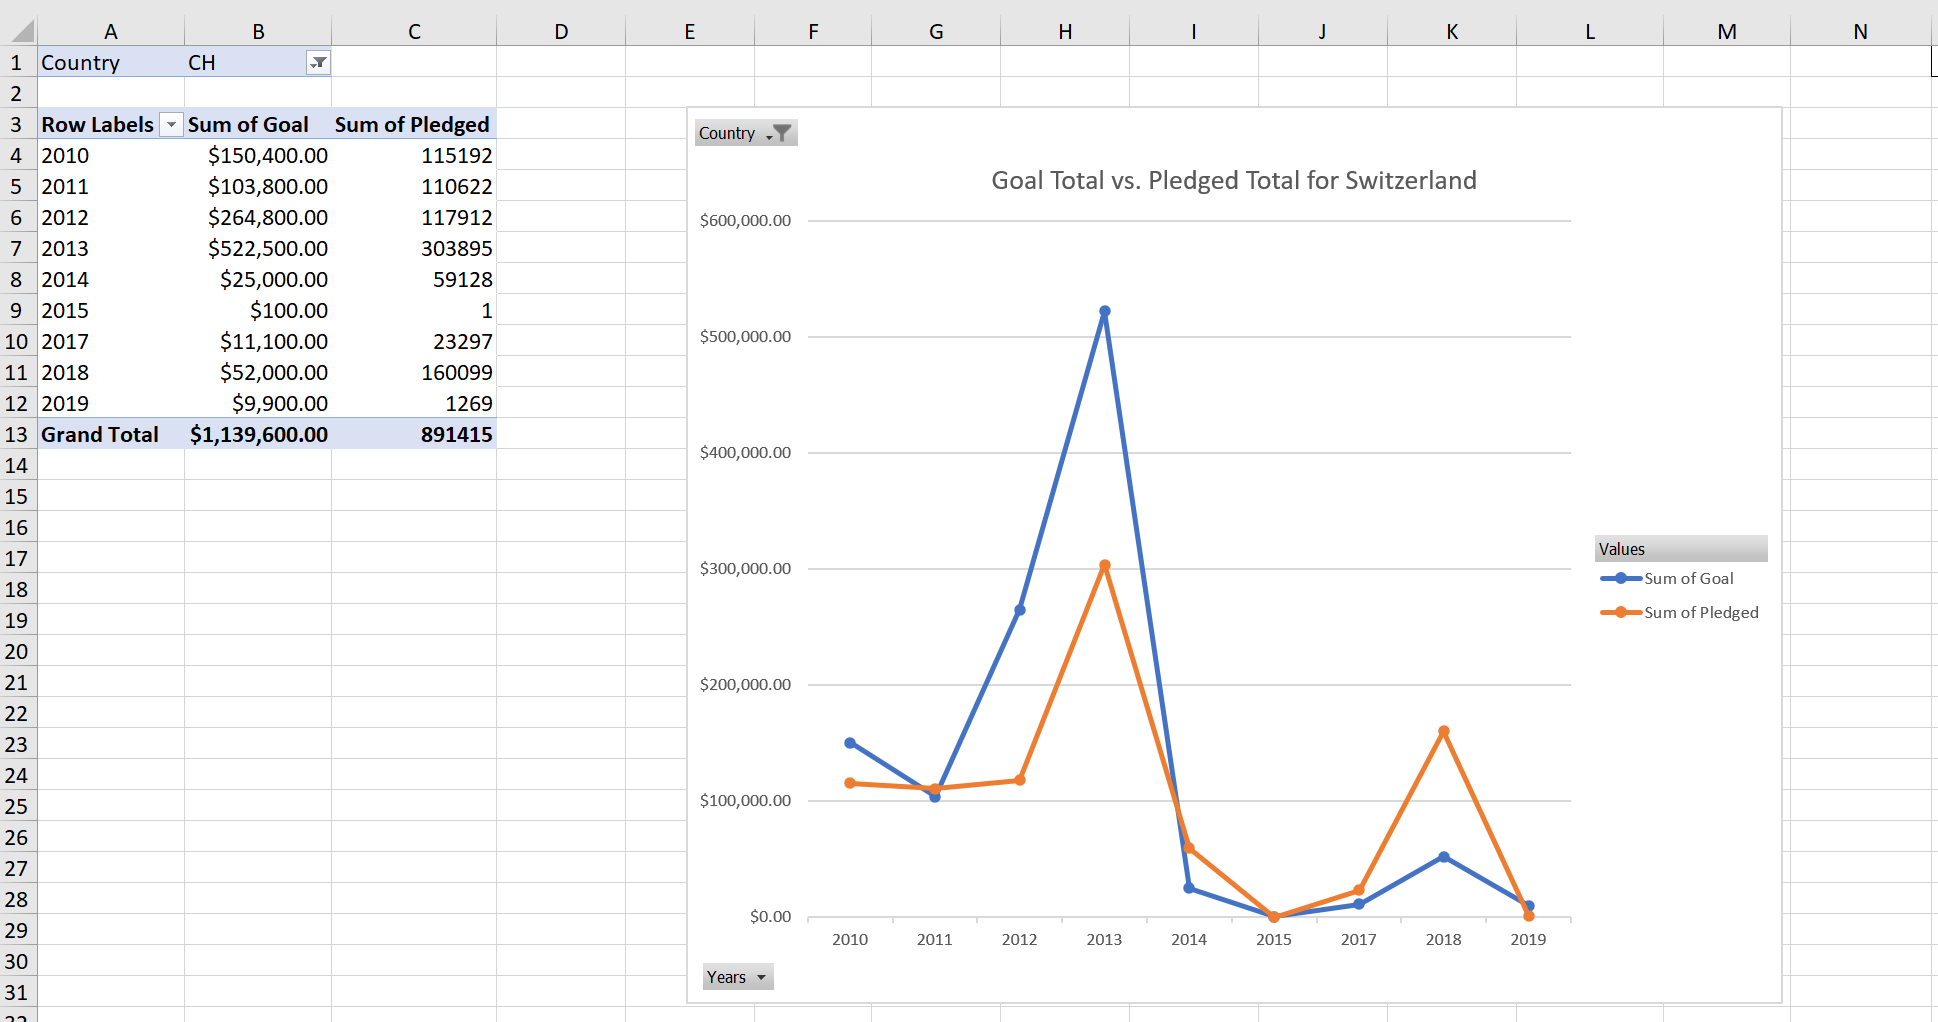 A B C D E F G H I J K L M N
1 Country CH
2
3 Row Labels Sum of Goal Sum of Pledged
4 2010 $150,400.00 115192
5 2011 $103,800.00 110622
6 2012 $264,800.00 117912
7 2013 $522,500.00 303895
8 2014 $25,000.00 59128
9 2015 $100.00 1
10 2017 $11,100.00 23297
11 2018 $52,000.00 160099
12 2019 $9,900.00 1269
13 Grand Total $1,139,600.00 891415
14
15
16
17
18
19
20
21
22
23
24
25
26
27
28
29
30
31
Country
Goal Total vs. Pledged Total for Switzerland
$600,000.00
$500,000.00
$400,000.00
$300,000.00
$200,000.00
$100,000.00
$0.00
2010 2011 2012 2013 2014 2015 2017 2018 2019
Years
Values
Sum of Goal
Sum of Pledged